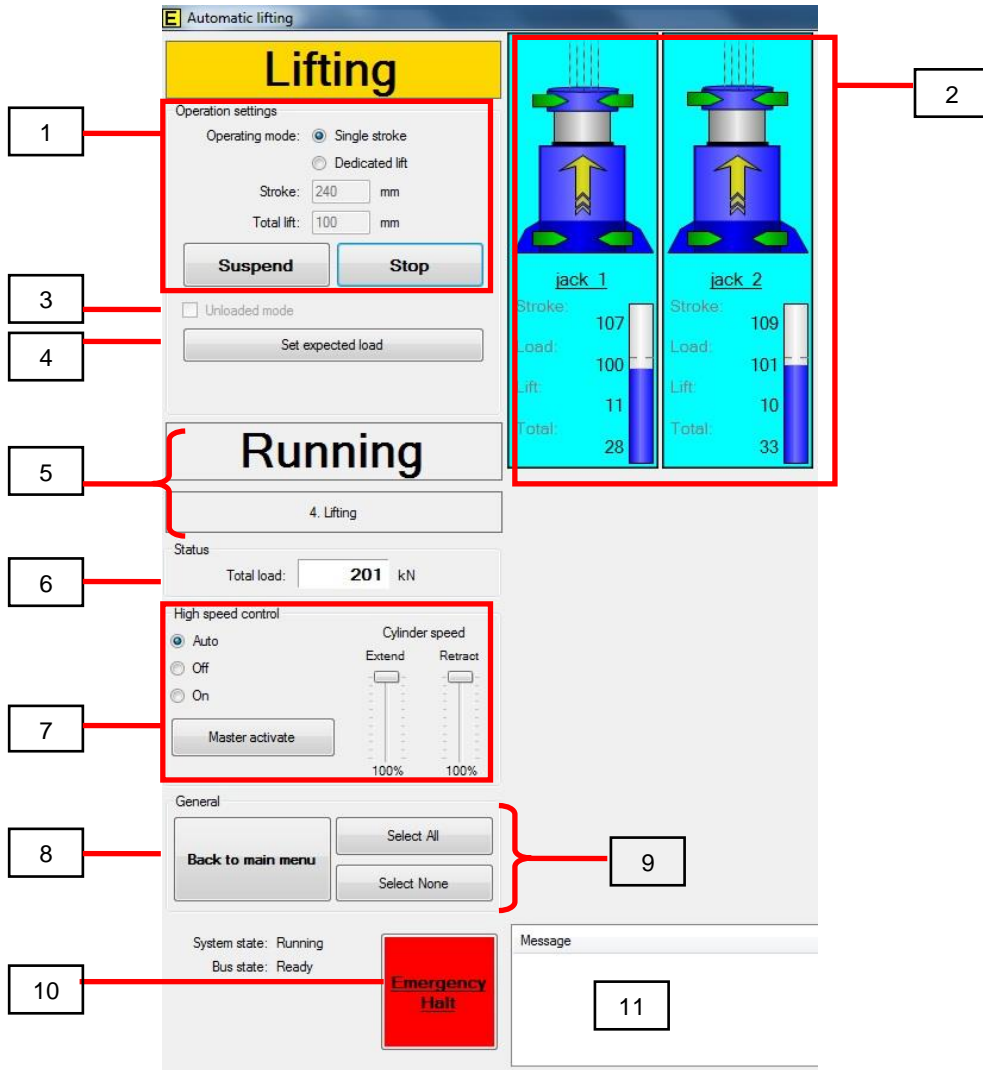 E Automatic lifting
Lifting
1
Operation settings
Operating mode: Single stroke
Dedicated lift
Stroke: 240 mm
Total lift: 100 mm
Suspend Stop
2
jack 1
Stroke:
107
Load:
100
Lift:
11
Total:
28
jack 2
Stroke:
109
Load:
101
Lift:
10
Total:
33
3
Unloaded mode
4
Set expected load
5
Running
4. Lifting
6
Status
Total load: 201 kN
7
High speed control
Auto
Off
On
Master activate
Cylinder speed
Extend Retract
100% 100%
8
General
Back to main menu
Select All
Select None
9
System state: Running
Bus state: Ready
10
Emergency
Halt
Message
11